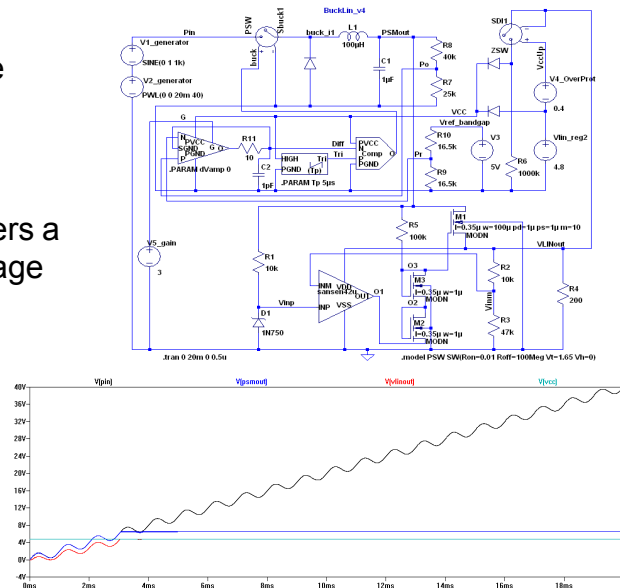 e
ers a
age
BuckLin_v4
Pin
PSW
Sbuck1
buck_i1
L1
100µH
PSMout
SDI1
ZSW
VccUp
V1_generator
SINE(0 1 1k)
V2_generator
PWL(0 0 20m 40)
buck
C1
1µF
R8
40k
Po
R7
25k
V4_OverProt
0.4
VCC
G
N
PVCC
SGND
G
O
PGND
P
R11
10
.PARAM dVamp 0
C2
1pF
HIGH
Tri
PGND
(Tp)
Tri
.PARAM Tp 5µs
Diff
PVCC
N
Comp
O
P
PGND
Vref_bandgap
R10
16.5k
V3
5V
Pt
R9
16.5k
R6
1000k
Vlin_reg2
4.8
V5_gain
3
R1
10k
R5
100k
M1
l=0.35µ w=100µ pd=1µ ps=1µ m=10
MODN
VLINout
Vinp
D1
1N750
INM
VDD
sansen42u
OUT
INP
VSS
O1
O3
M3
l=0.35µ w=1µ
MODN
O2
M2
l=0.35µ w=1µ
MODN
R2
10k
Vinm
R3
47k
R4
200
.tran 0 20m 0 0.5u
.model PSW SW(Ron=0.01 Roff=100Meg Vt=1.65 Vh=0)
V(pin)
V(psmout)
V(vlinout)
V(vcc)
40V
36V
32V
28V
24V
20V
16V
12V
8V
4V
0V
-4V
0ms
2ms
4ms
6ms
8ms
10ms
12ms
14ms
16ms
18ms